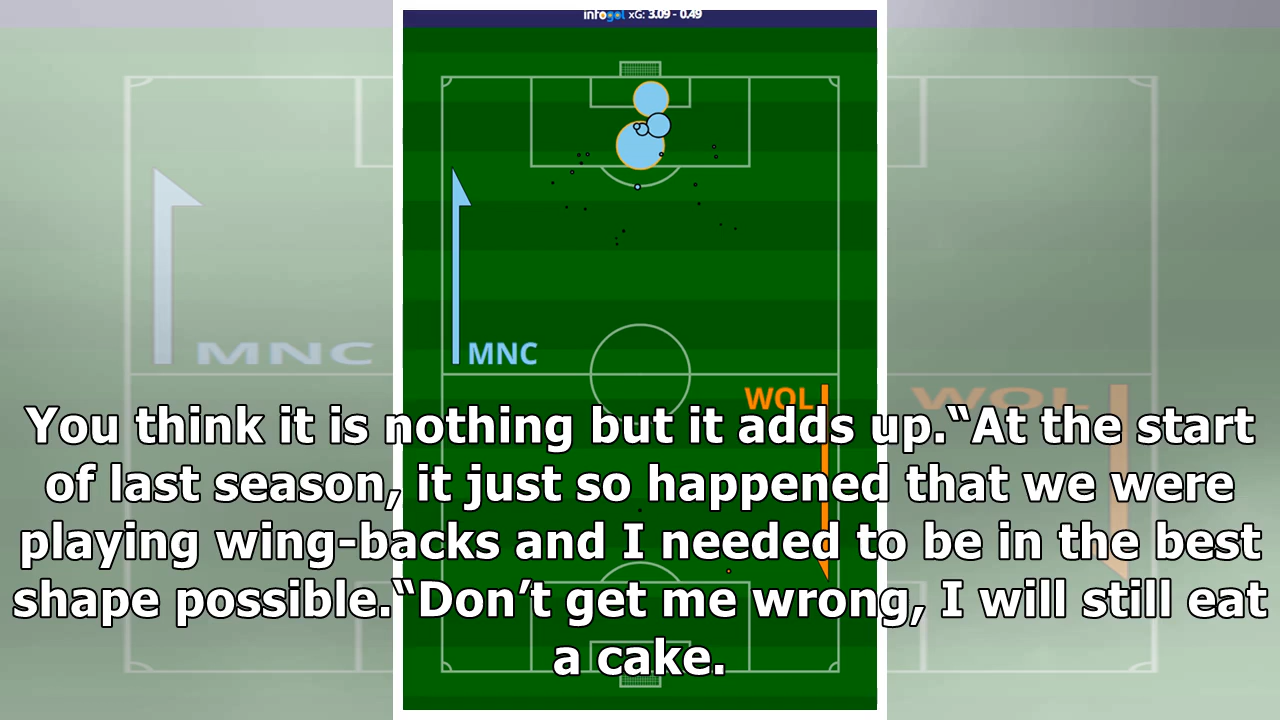 infogol xG: 3.09 - 0.49
MNC
MNC
WOL
WOL
You think it is nothing but it adds up.“At the start
of last season, it just so happened that we were
playing wing-backs and I needed to be in the best
shape possible.“Don’t get me wrong, I will still eat
a cake.